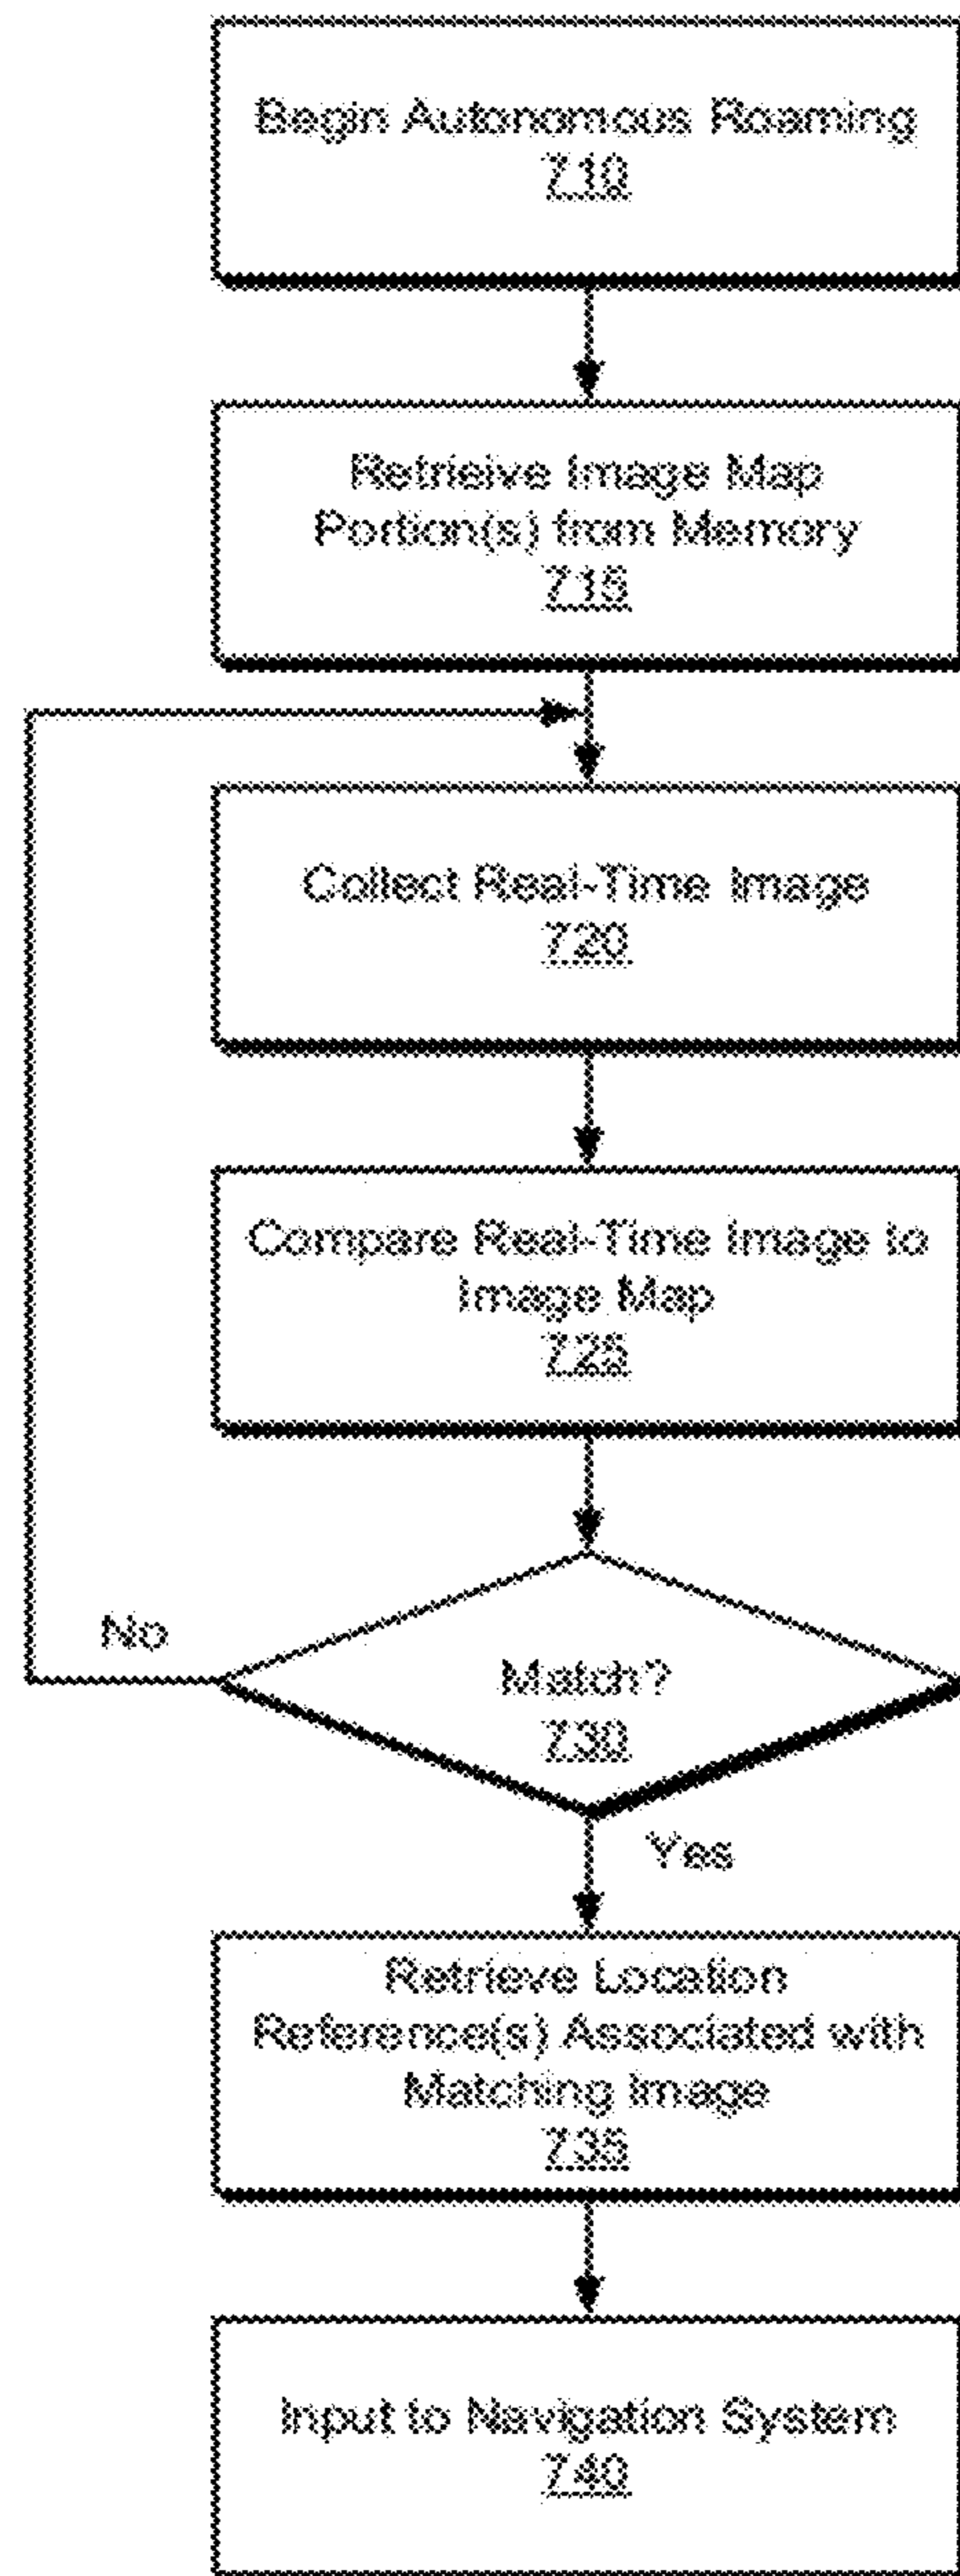 Begin Autonomous Roaming
710
Retrieive Image Map
Portion(s) from Memory
715
Collect Real-Time Image
720
Compare Real-Time Image to
Image Map
725
No
Match?
730
Yes
Retrieve Location
Reference(s) Associated with
Matching Image
735
Input to Navigation System
740